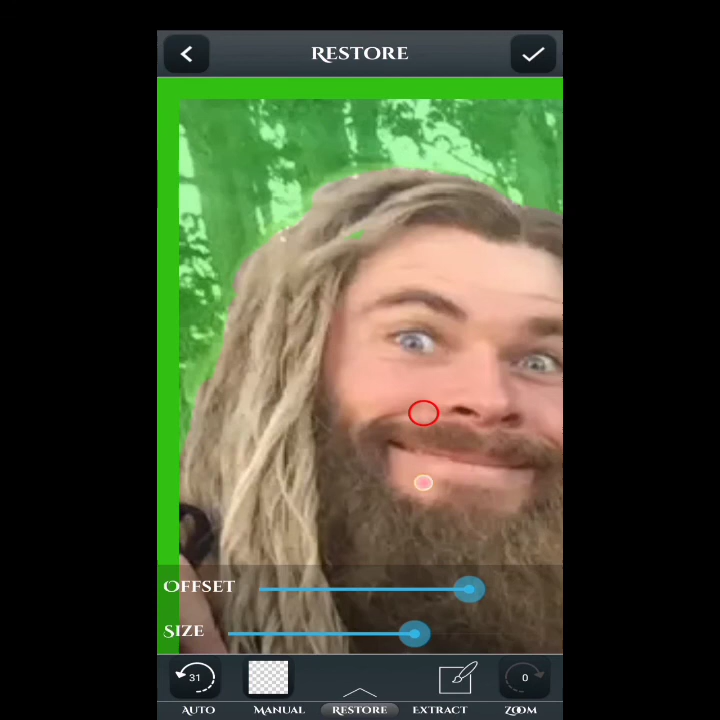 RESTORE
OFFSET
SIZE
31
0
AUTO
MANUAL
RESTORE
EXTRACT
ZOOM